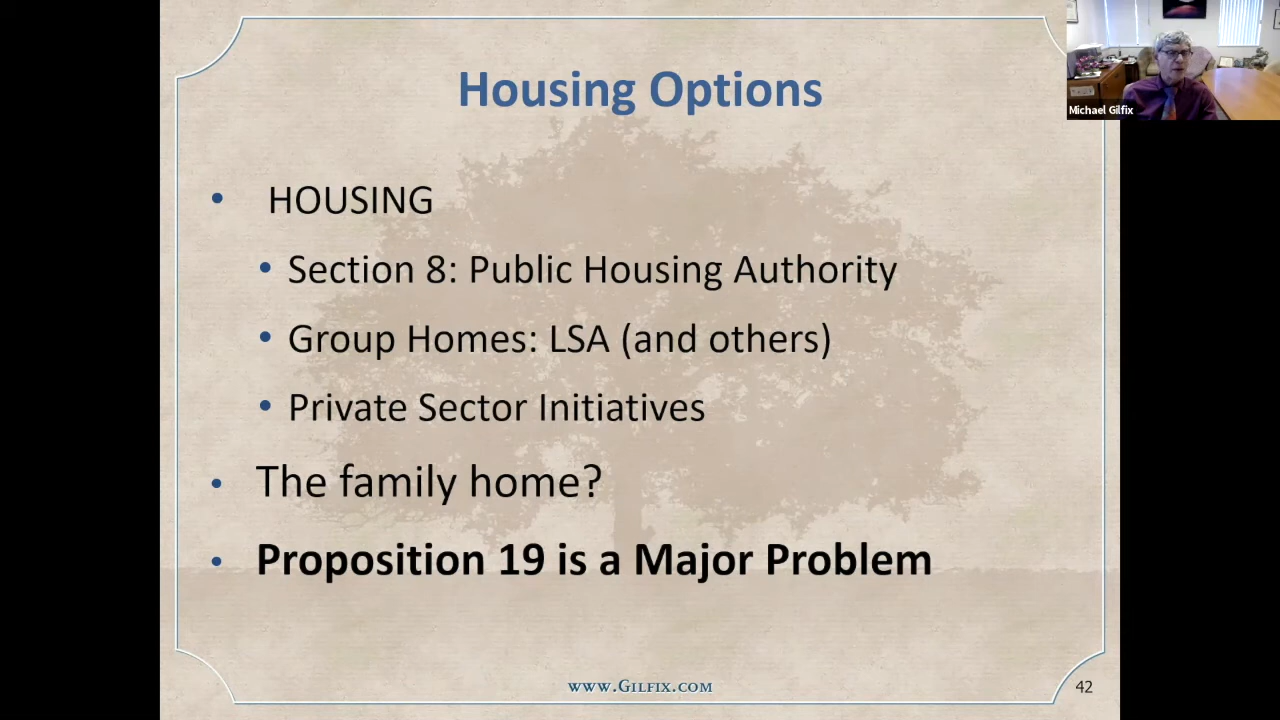 Housing Options
Michael Gilfix
• HOUSING
• Section 8: Public Housing Authority
• Group Homes: LSA (and others)
• Private Sector Initiatives
• The family home?
• Proposition 19 is a Major Problem
www.Gilfix.com
42